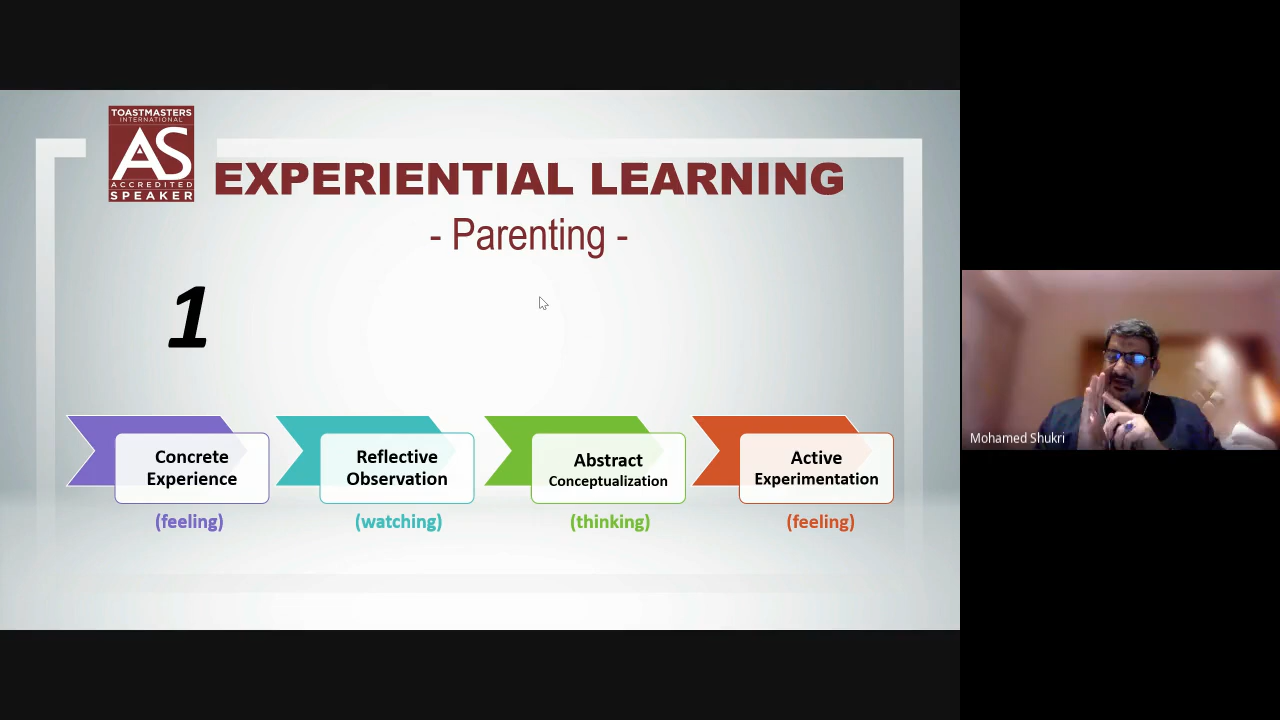 TOASTMASTERS
INTERNATIONAL
AS
ACCREDITED
SPEAKER
EXPERIENTIAL LEARNING
- Parenting -
1
Concrete
Experience
(feeling)
Reflective
Observation
(watching)
Abstract
Conceptualization
(thinking)
Active
Experimentation
(feeling)
Mohamed Shukri